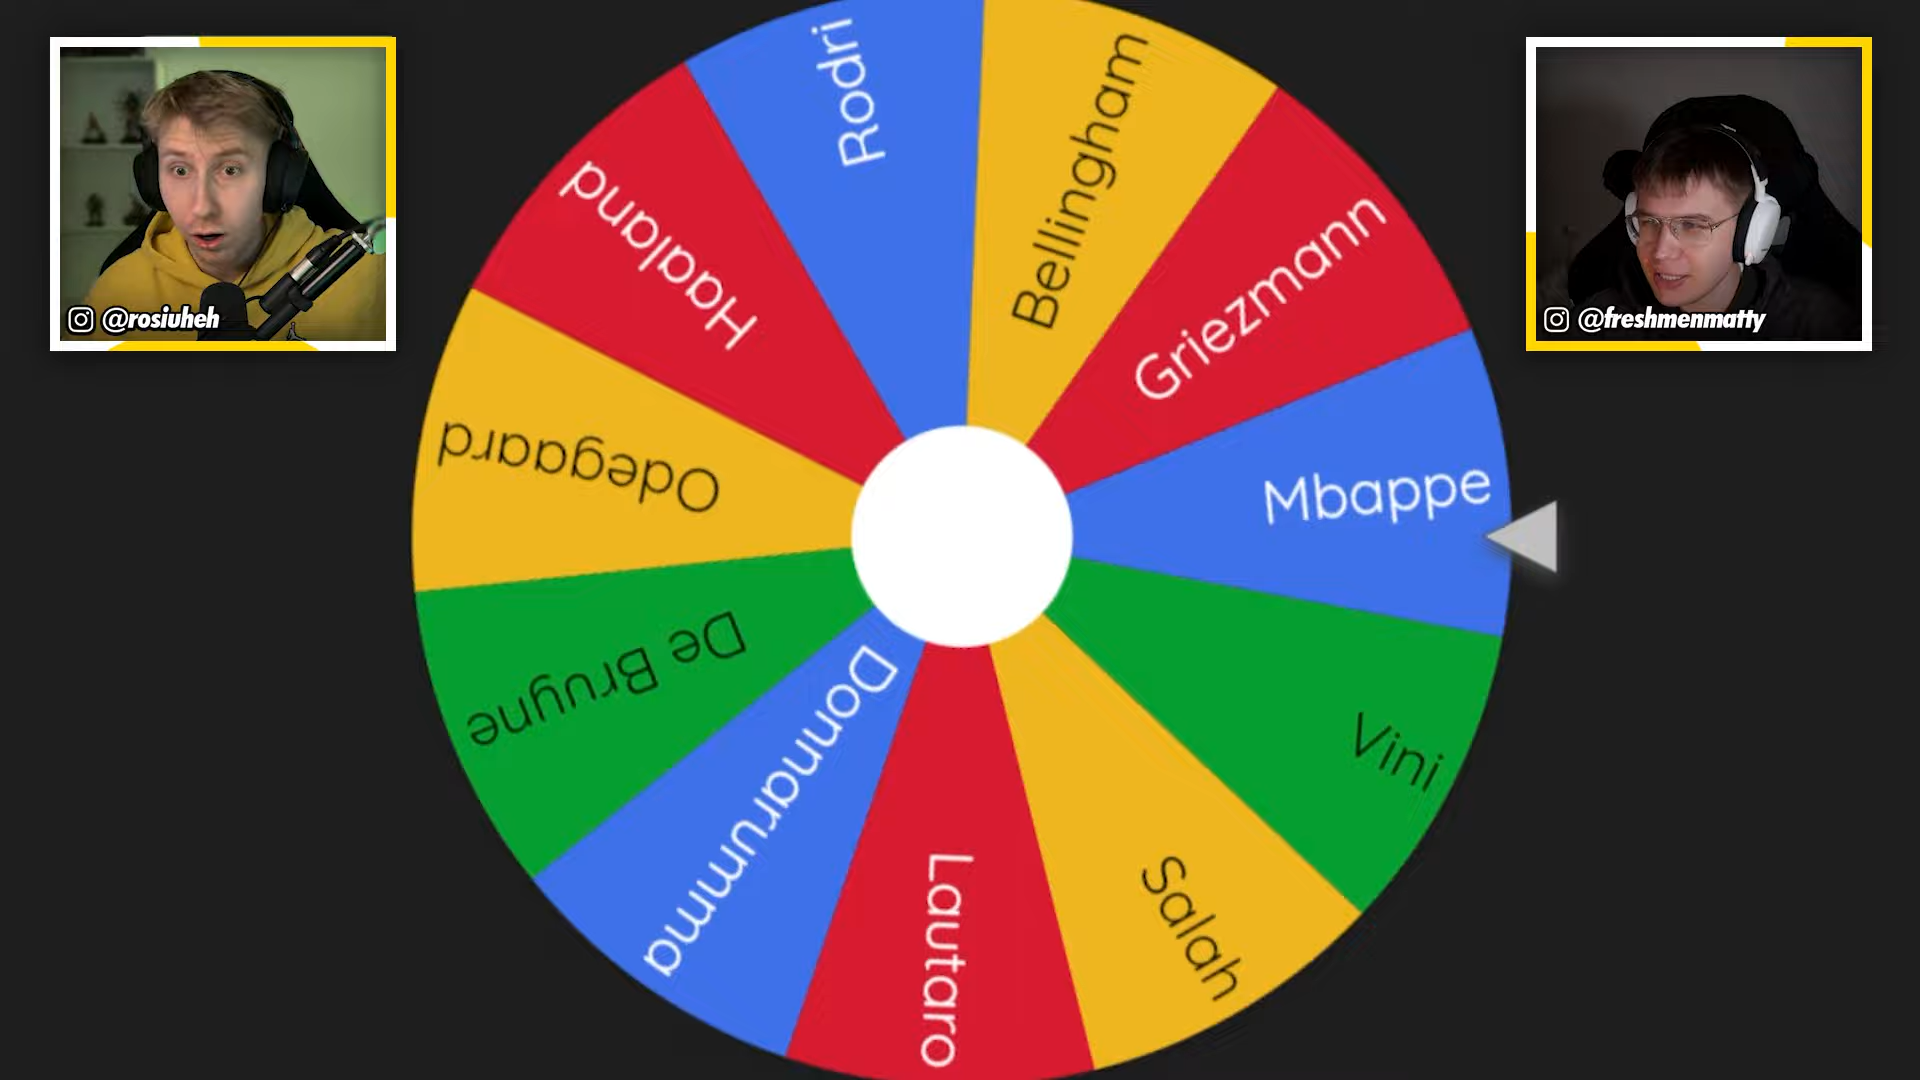 Rodri
Bellingham
Griezmann
Mbappe
Vini
Salah
Lautaro
Donnarumma
De Bruyne
Odegaard
Haaland
@rosiuheh
@freshmenmatty